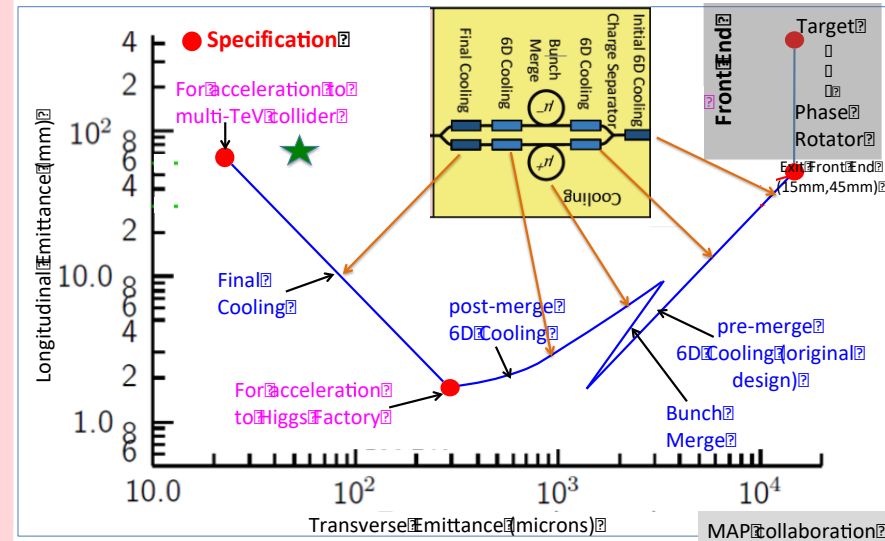 Specification
For acceleration to
multi-TeV collider
Final Cooling
6D Cooling
Bunch
Merge
6D Cooling
Charge Separator
Initial 6D Cooling
μ-
μ+
Cooling
Front End
Target
Phase
Rotator
Exit Front End
(15mm,45mm)
Longitudinal Emittance (mm)
4
2
10²
8
6
4
2
10.0
8
6
4
2
1.0
8
6
Final
Cooling
post-merge
6D Cooling
pre-merge
6D Cooling (original
design)
For acceleration
to Higgs Factory
Bunch
Merge
10.0
10²
10³
10⁴
Transverse Emittance (microns)
MAP collaboration